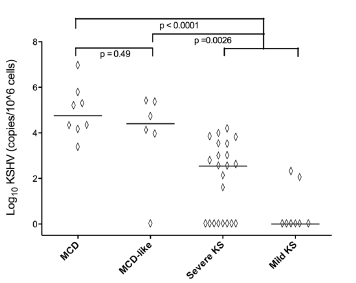 p < 0.0001
p =0.0026
p = 0.49
Log10 KSHV (copies/10^6 cells)
8
6
4
2
0
MCD
MCD-like
Severe KS
Mild KS